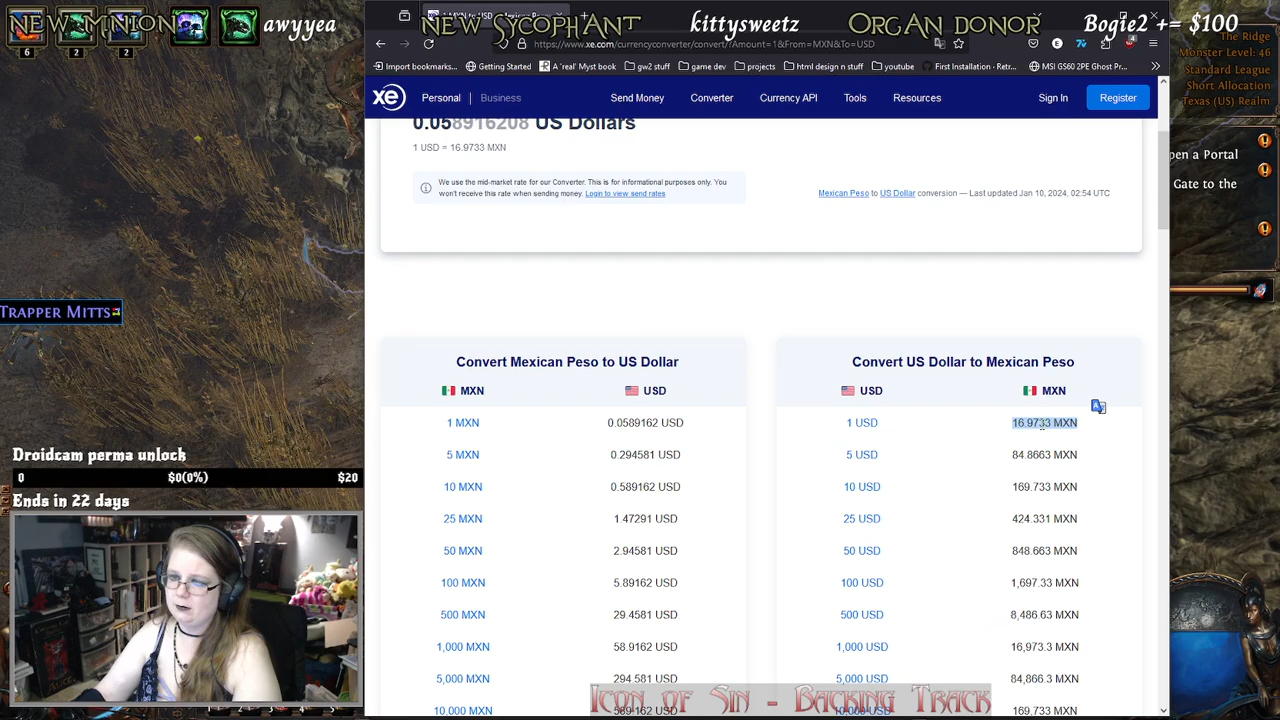 NEW MINION
awyyea
NEW SYCOPHANT
kittysweetz
ORGAN DONOR
Bogie2 += $100
6
2
2
https://www.xe.com/currencyconverter/convert/?Amount=1&From=MXN&To=USD
Import bookmarks...
Getting Started
A 'real' Myst book
gw2 stuff
game dev
projects
html design n stuff
youtube
First Installation - Retr...
MSI GS60 2PE Ghost Pr...
The Ridge
Monster Level: 46
Standard League
Short Allocation
Texas (US) Realm
xe
Personal
Business
Send Money
Converter
Currency API
Tools
Resources
Sign In
Register
0.058916208 US Dollars
1 USD = 16.9733 MXN
We use the mid-market rate for our Converter. This is for informational purposes only. You
won't receive this rate when sending money. Login to view send rates
Mexican Peso to US Dollar conversion — Last updated Jan 10, 2024, 02:54 UTC
pen a Portal
Gate to the
TRAPPER MITTS
Convert Mexican Peso to US Dollar
MXN USD
1 MXN 0.0589162 USD
5 MXN 0.294581 USD
10 MXN 0.589162 USD
25 MXN 1.47291 USD
50 MXN 2.94581 USD
100 MXN 5.89162 USD
500 MXN 29.4581 USD
1,000 MXN 58.9162 USD
5,000 MXN 294.581 USD
10,000 MXN
Convert US Dollar to Mexican Peso
USD MXN
1 USD 16.9733 MXN
5 USD 84.8663 MXN
10 USD 169.733 MXN
25 USD 424.331 MXN
50 USD 848.663 MXN
100 USD 1,697.33 MXN
500 USD 8,486.63 MXN
1,000 USD 16,973.3 MXN
5,000 USD 84,866.3 MXN
169,733 MXN
Droidcam perma unlock
0 $0(0%) $20
Ends in 22 days
ICON OF SIN - BACKING TRACK